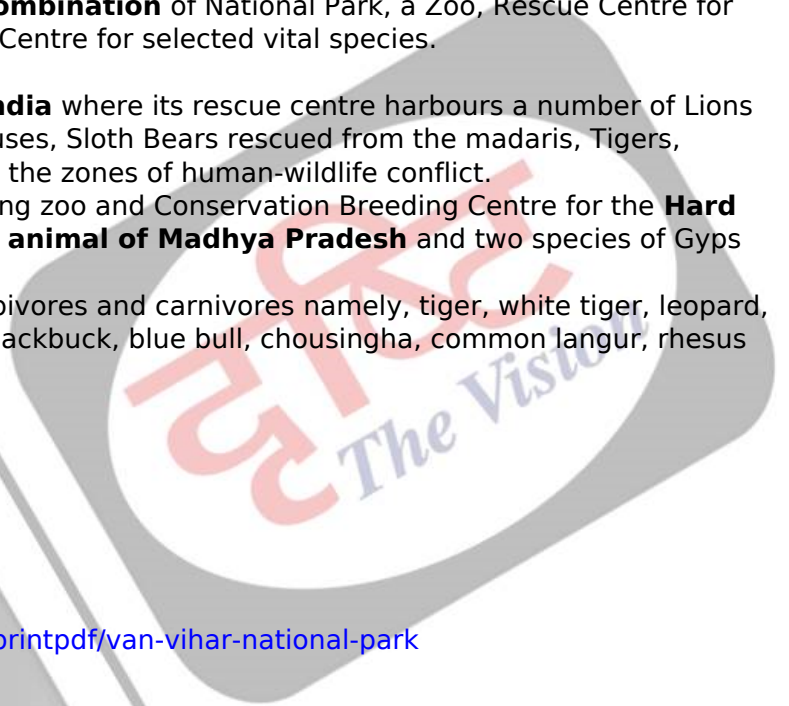 ombination of National Park, a Zoo, Rescue Centre for
Centre for selected vital species.
ndia where its rescue centre harbours a number of Lions
uses, Sloth Bears rescued from the madaris, Tigers,
the zones of human-wildlife conflict.
ng zoo and Conservation Breeding Centre for the Hard
animal of Madhya Pradesh and two species of Gyps
bivores and carnivores namely, tiger, white tiger, leopard,
ackbuck, blue bull, chousingha, common langur, rhesus
दृष्टि
The Vision
printpdf/van-vihar-national-park